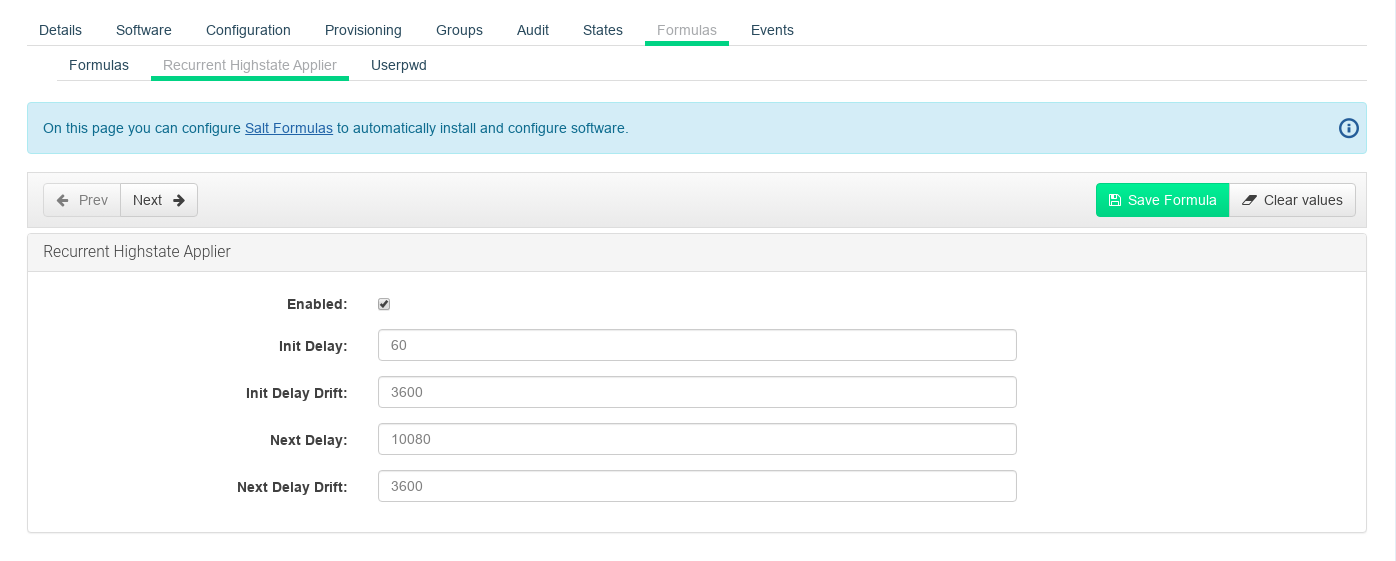 Details Software Configuration Provisioning Groups Audit States Formulas Events
Formulas Recurrent Highstate Applier Userpwd
On this page you can configure Salt Formulas to automatically install and configure software.
Prev Next Save Formula Clear values
Recurrent Highstate Applier
Enabled:
Init Delay: 60
Init Delay Drift: 3600
Next Delay: 10080
Next Delay Drift: 3600